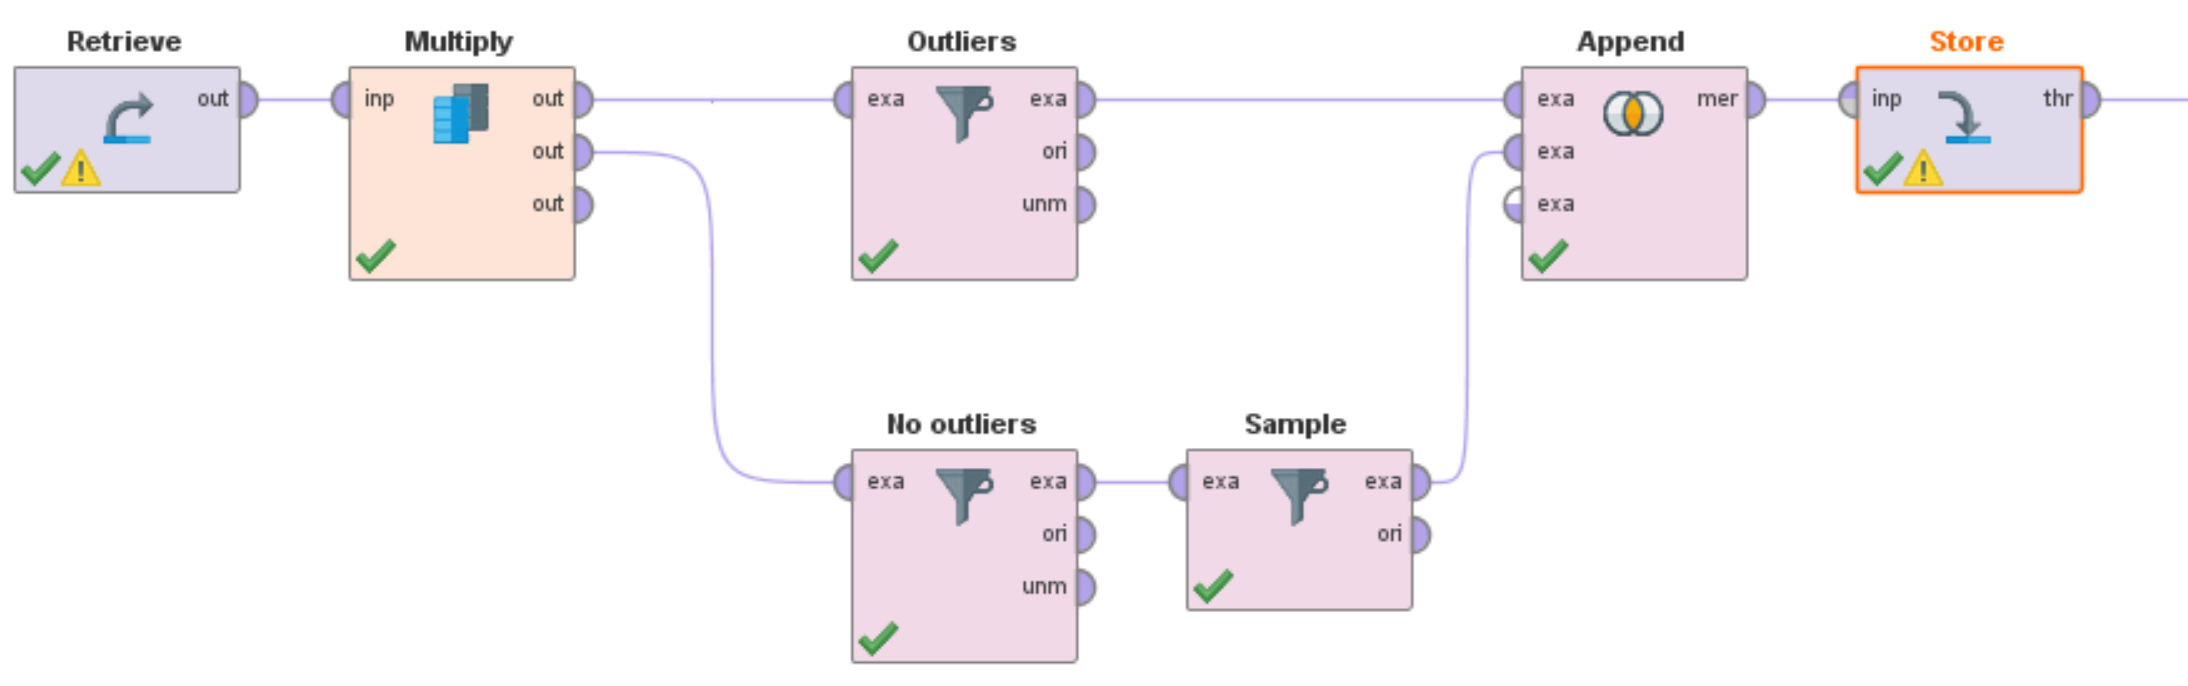 Retrieve
out
Multiply
inp
out
out
out
Outliers
exa
exa
ori
unm
Append
exa
mer
exa
exa
Store
inp
thr
No outliers
exa
exa
ori
unm
Sample
exa
exa
ori